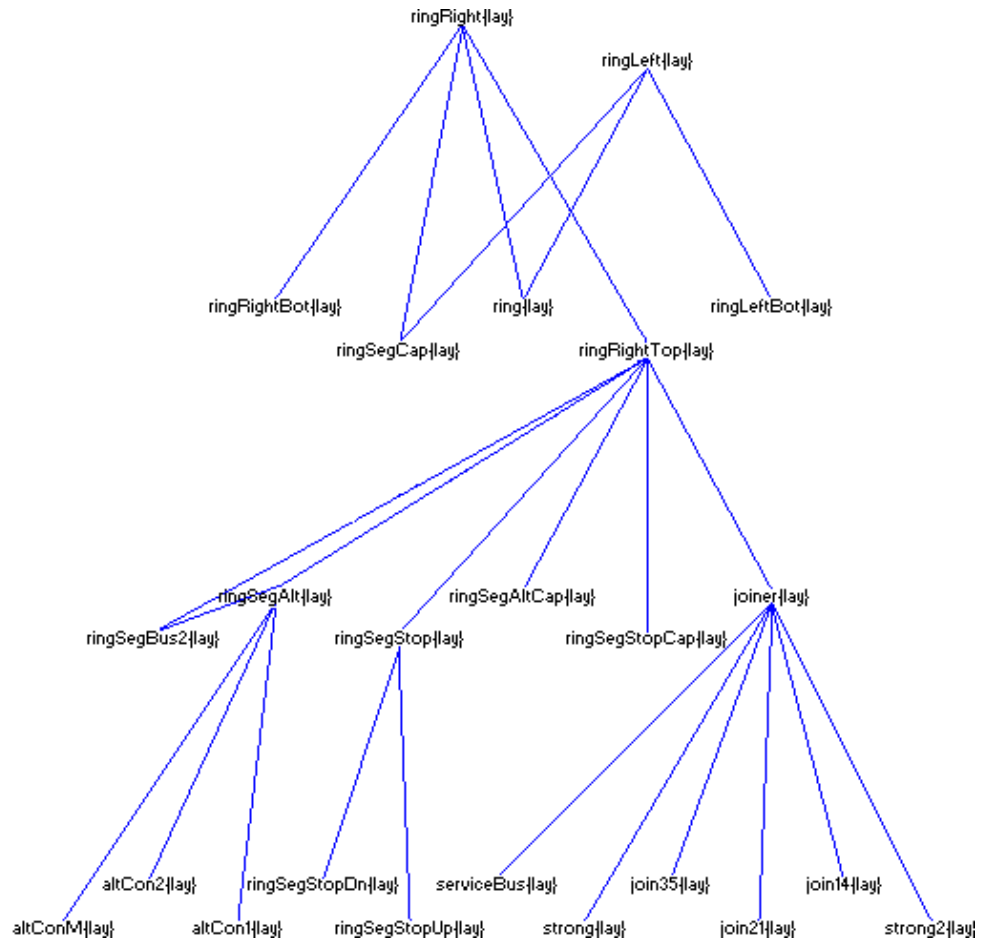 ringRight{lay}
ringLeft{lay}
ringRightBot{lay}
ring{lay}
ringLeftBot{lay}
ringSegCap{lay}
ringRightTop{lay}
ringSegAlt{lay}
ringSegAltCap{lay}
joiner{lay}
ringSegBus2{lay}
ringSegStop{lay}
ringSegStopCap{lay}
altCon2{lay}
ringSegStopDn{lay}
serviceBus{lay}
join35{lay}
join14{lay}
altConM{lay}
altCon1{lay}
ringSegStopUp{lay}
strong{lay}
join21{lay}
strong2{lay}